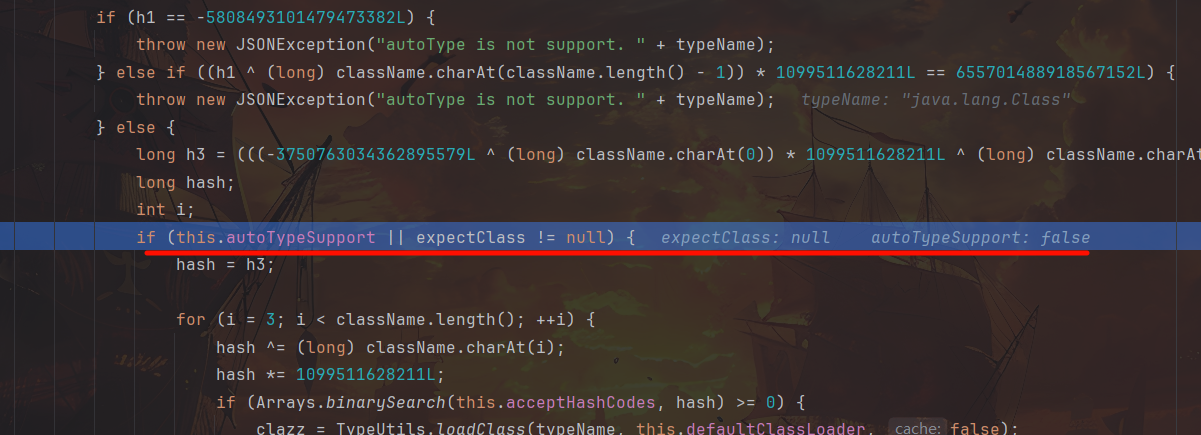 if (h1 == -5808493101479473382L) {
throw new JSONException("autoType is not support. " + typeName);
} else if ((h1 ^ (long) className.charAt(className.length() - 1)) * 1099511628211L == 655701488918567152L) {
throw new JSONException("autoType is not support. " + typeName);   typeName: "java.lang.Class"
} else {
long h3 = (((-3750763034362895579L ^ (long) className.charAt(0)) * 1099511628211L ^ (long) className.charAt
long hash;
int i;
if (this.autoTypeSupport || expectClass != null) {   expectClass: null    autoTypeSupport: false
hash = h3;
for (i = 3; i < className.length(); ++i) {
hash ^= (long) className.charAt(i);
hash *= 1099511628211L;
if (Arrays.binarySearch(this.acceptHashCodes, hash) >= 0) {
clazz = TypeUtils.loadClass(typeName, this.defaultClassLoader, cache: false);